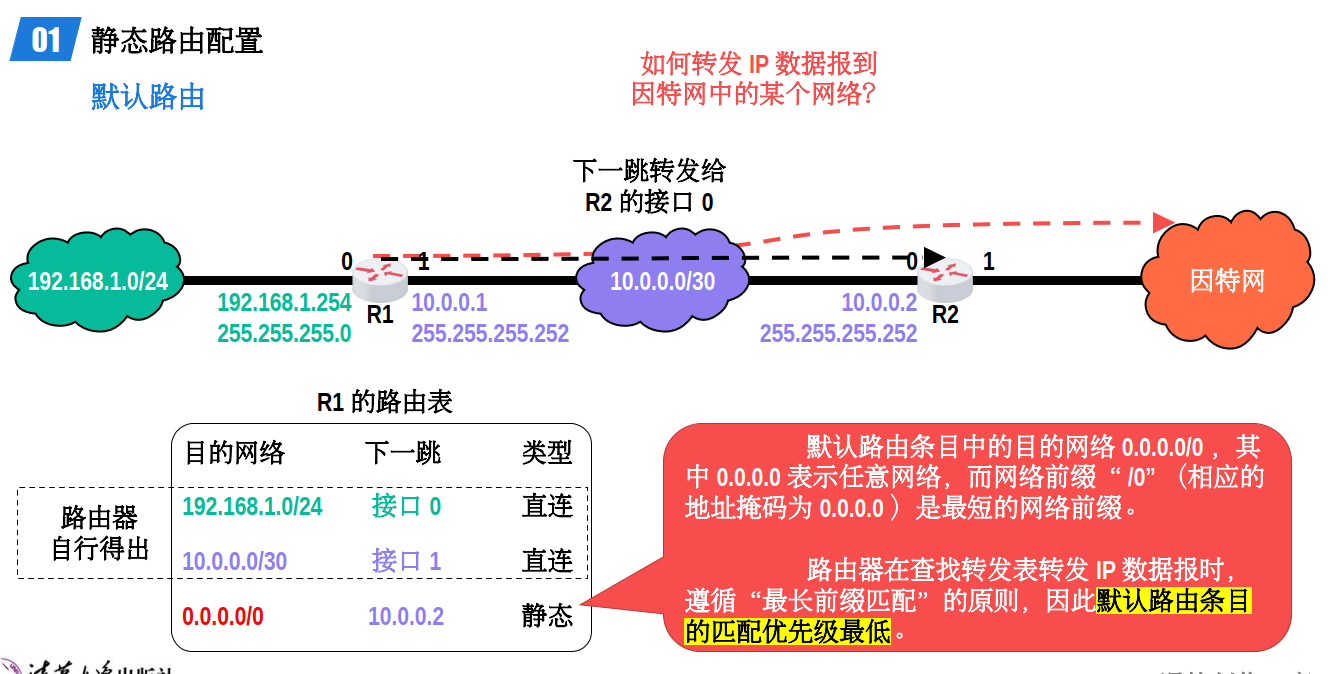 01 静态路由配置
默认路由
如何转发 IP 数据报到
因特网中的某个网络?
下一跳转发给
R2 的接口 0
0 1 0 1
192.168.1.0/24 10.0.0.0/30 因特网
192.168.1.254 R1 10.0.0.1 10.0.0.2 R2
255.255.255.0 255.255.255.252 255.255.255.252
R1 的路由表
目的网络 下一跳 类型
192.168.1.0/24 接口 0 直连
路由器
自行得出
10.0.0.0/30 接口 1 直连
0.0.0.0/0 10.0.0.2 静态
默认路由条目中的目的网络 0.0.0.0/0 ，其
中 0.0.0.0 表示任意网络，而网络前缀“ /0”（相应的
地址掩码为 0.0.0.0 ）是最短的网络前缀。
路由器在查找转发表转发 IP 数据报时，
遵循“最长前缀匹配”的原则，因此默认路由条目
的匹配优先级最低。